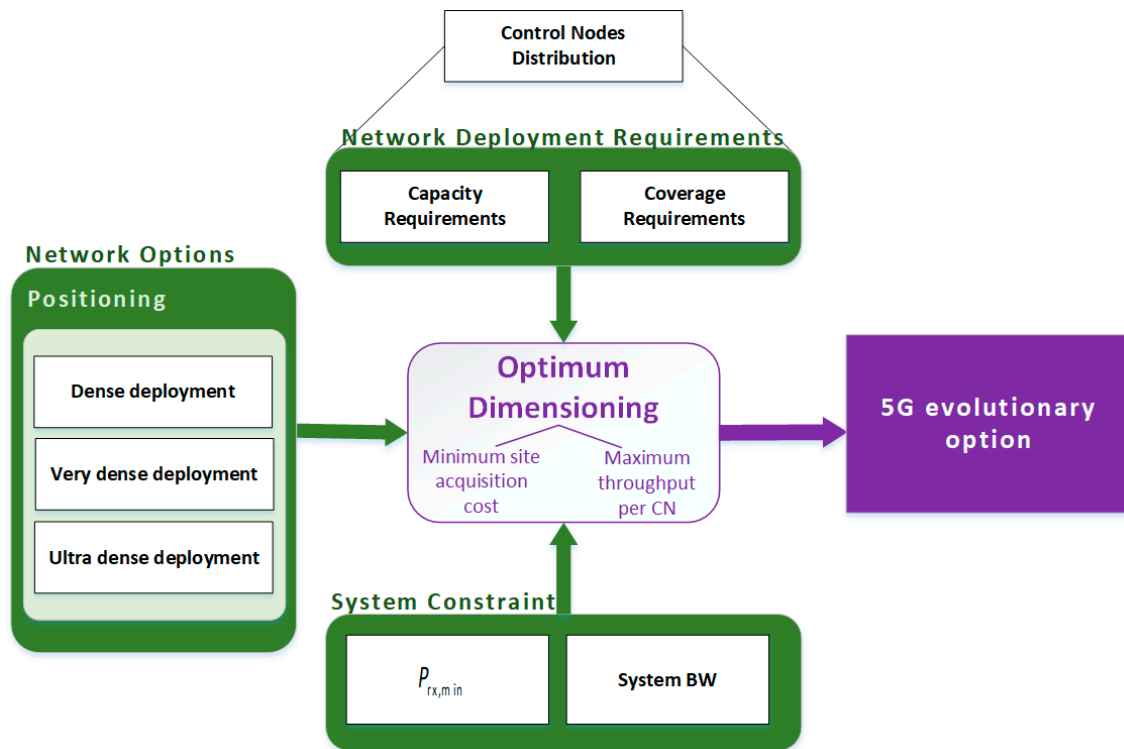 Control Nodes
Distribution
Network Deployment Requirements
Capacity
Requirements
Coverage
Requirements
Network Options
Positioning
Dense deployment
Very dense deployment
Ultra dense deployment
Optimum
Dimensioning
Minimum site
acquisition
cost
Maximum
throughput
per CN
5G evolutionary
option
System Constraint
P rx,min
System BW